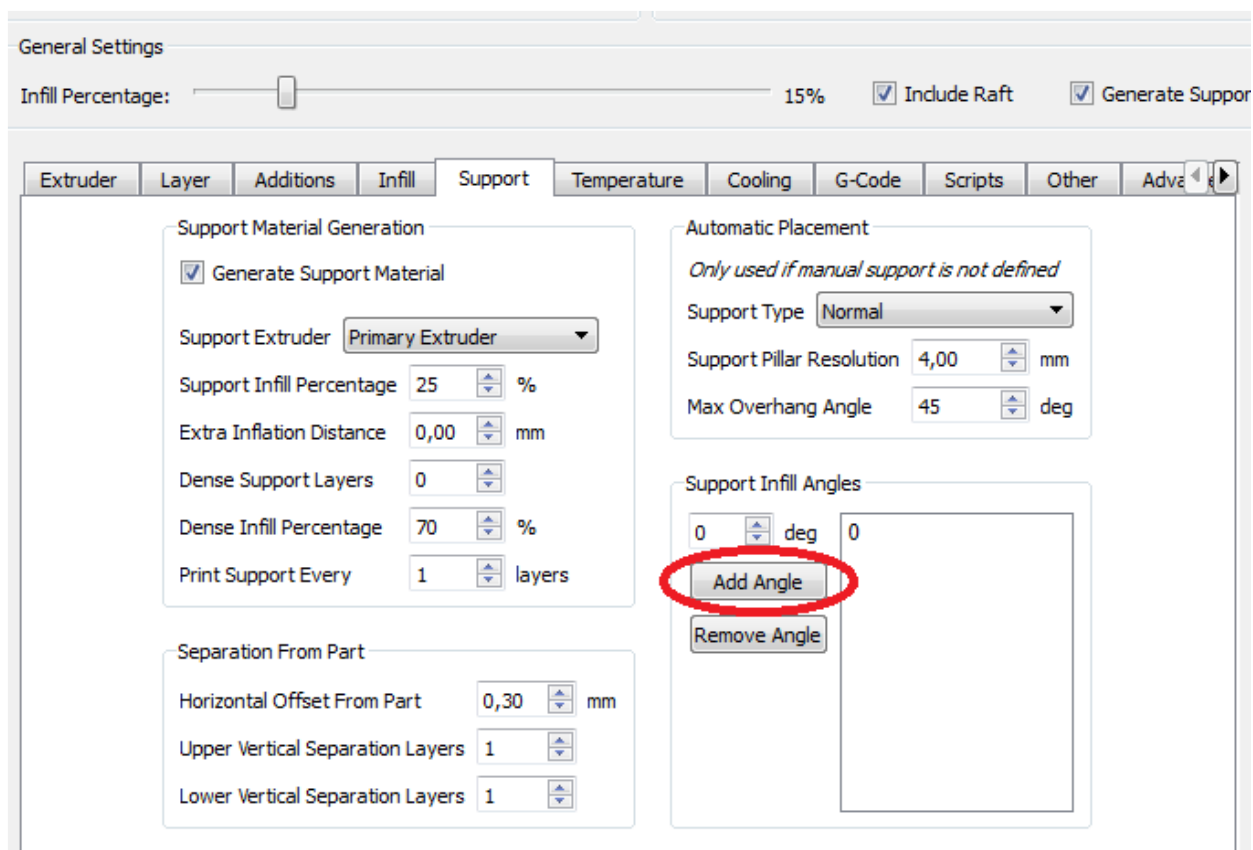 General Settings
Infill Percentage: 15% Include Raft Generate Suppor
Extruder Layer Additions Infill Support Temperature Cooling G-Code Scripts Other
Support Material Generation
Generate Support Material
Support Extruder Primary Extruder
Support Infill Percentage 25 %
Extra Inflation Distance 0,00 mm
Dense Support Layers 0
Dense Infill Percentage 70 %
Print Support Every 1 layers
Separation From Part
Horizontal Offset From Part 0,30 mm
Upper Vertical Separation Layers 1
Lower Vertical Separation Layers 1
Automatic Placement
Only used if manual support is not defined
Support Type Normal
Support Pillar Resolution 4,00 mm
Max Overhang Angle 45 deg
Support Infill Angles
0 deg 0
Add Angle
Remove Angle